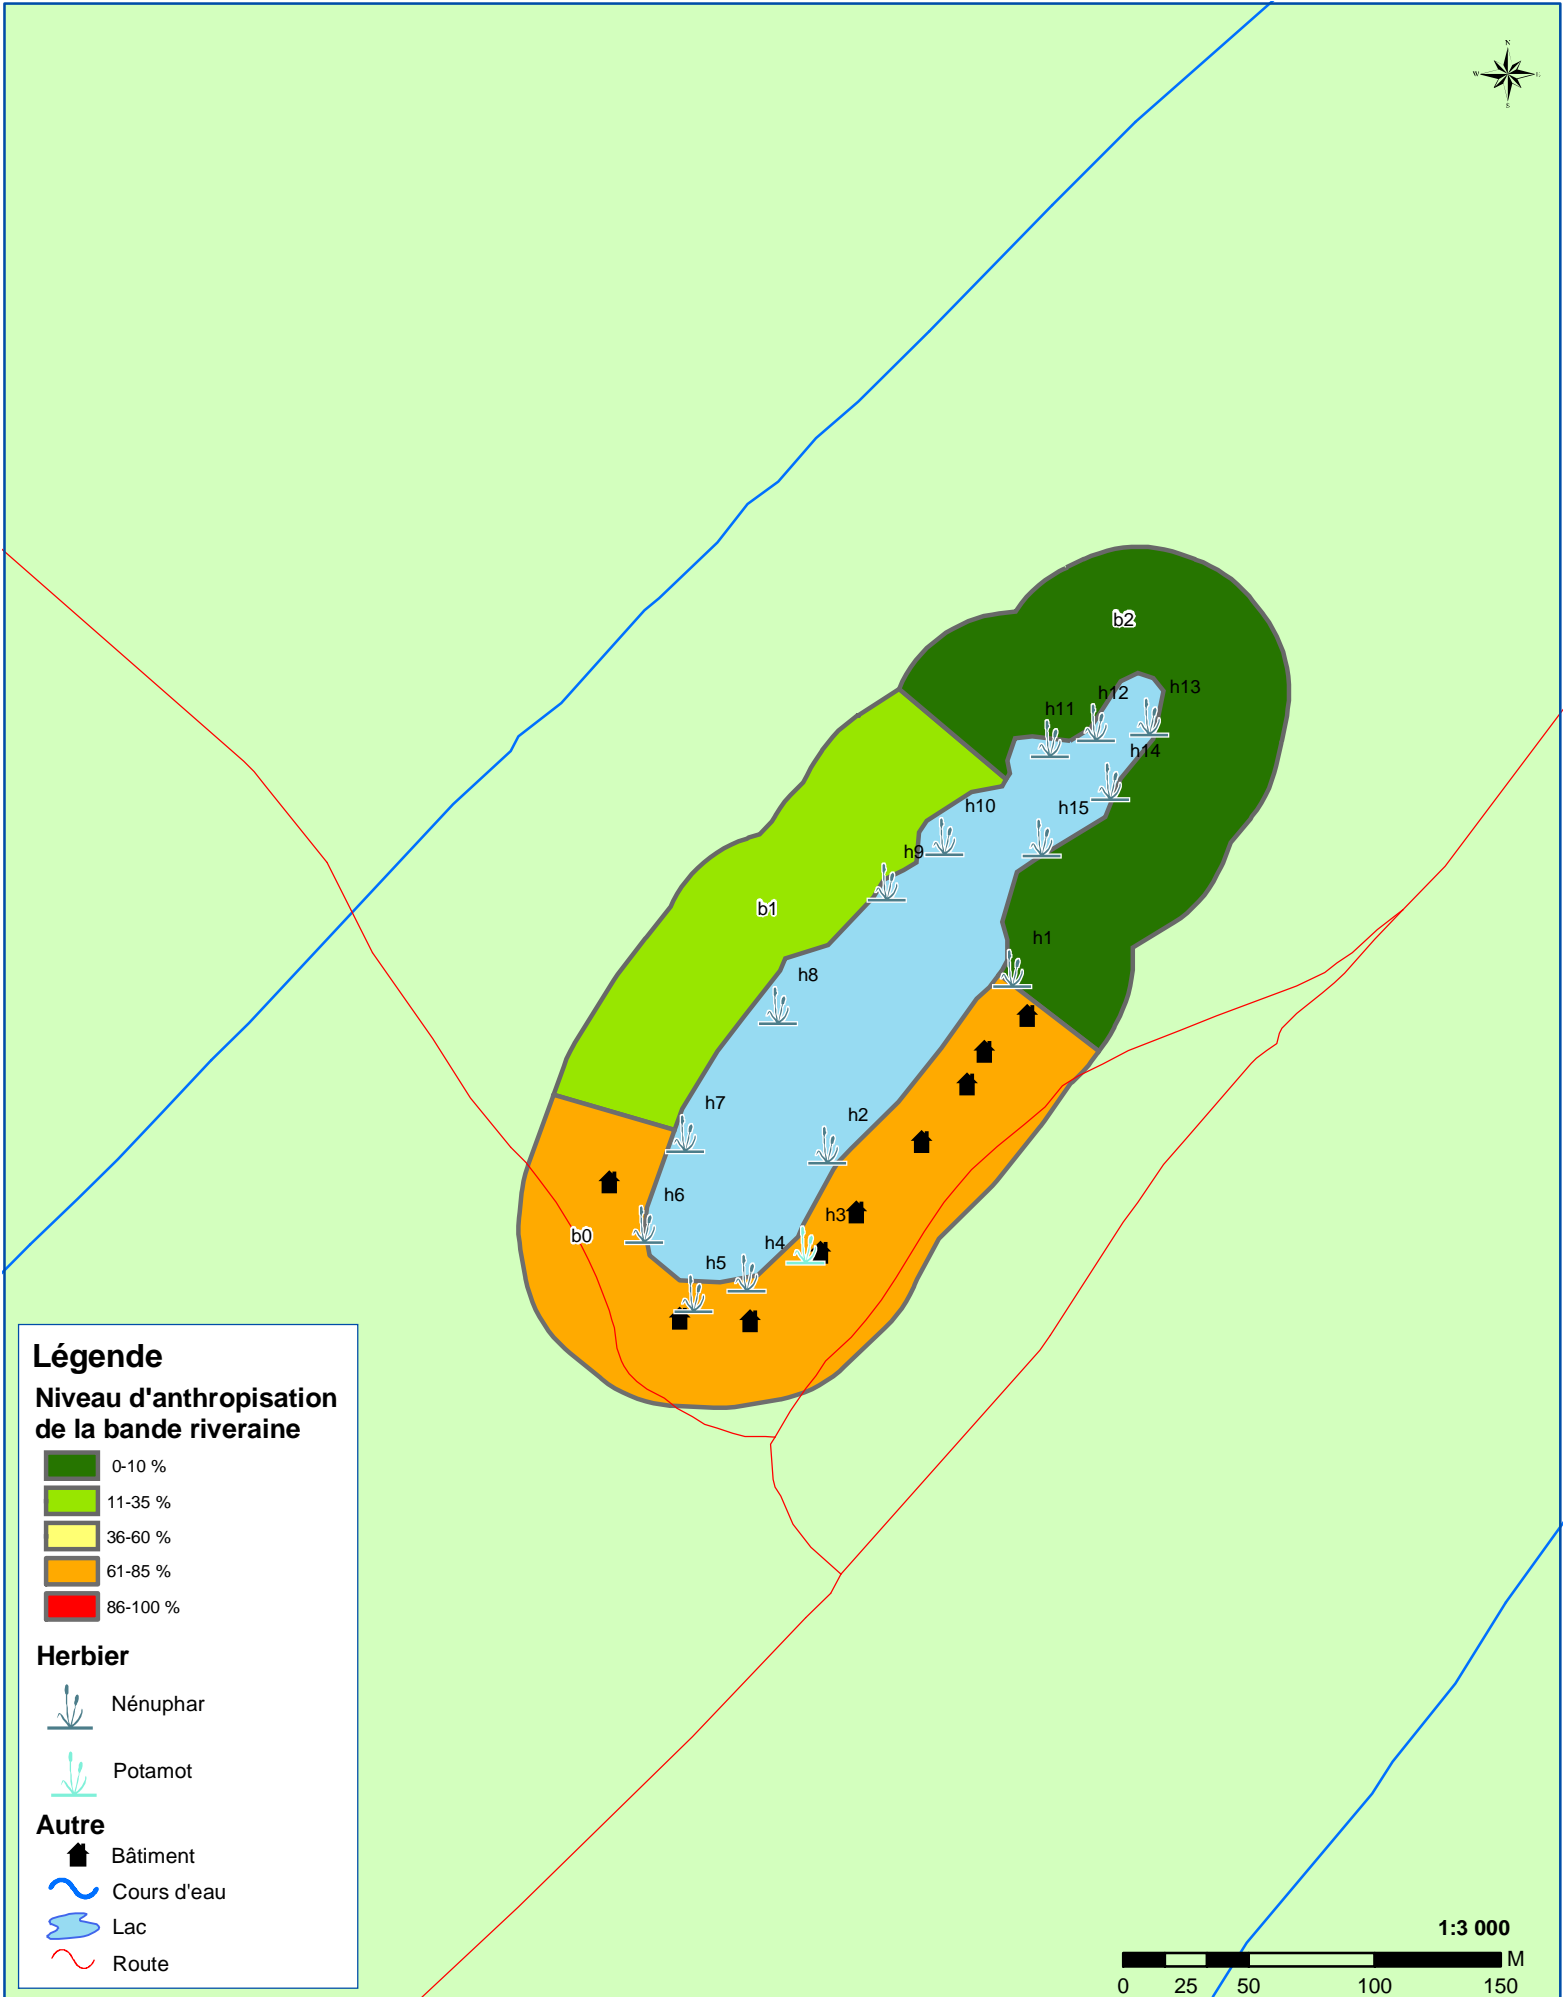 N
W E
S
b2
h13
h12
h11
h14
h10
h15
h9
b1
h1
h8
h7
h2
h6
h3
b0
h4
h5
Légende
Niveau d'anthropisation
de la bande riveraine
0-10 %
11-35 %
36-60 %
61-85 %
86-100 %
Herbier
Nénuphar
Potamot
Autre
Bâtiment
Cours d'eau
Lac
Route
1:3 000
M
0 25 50 100 150